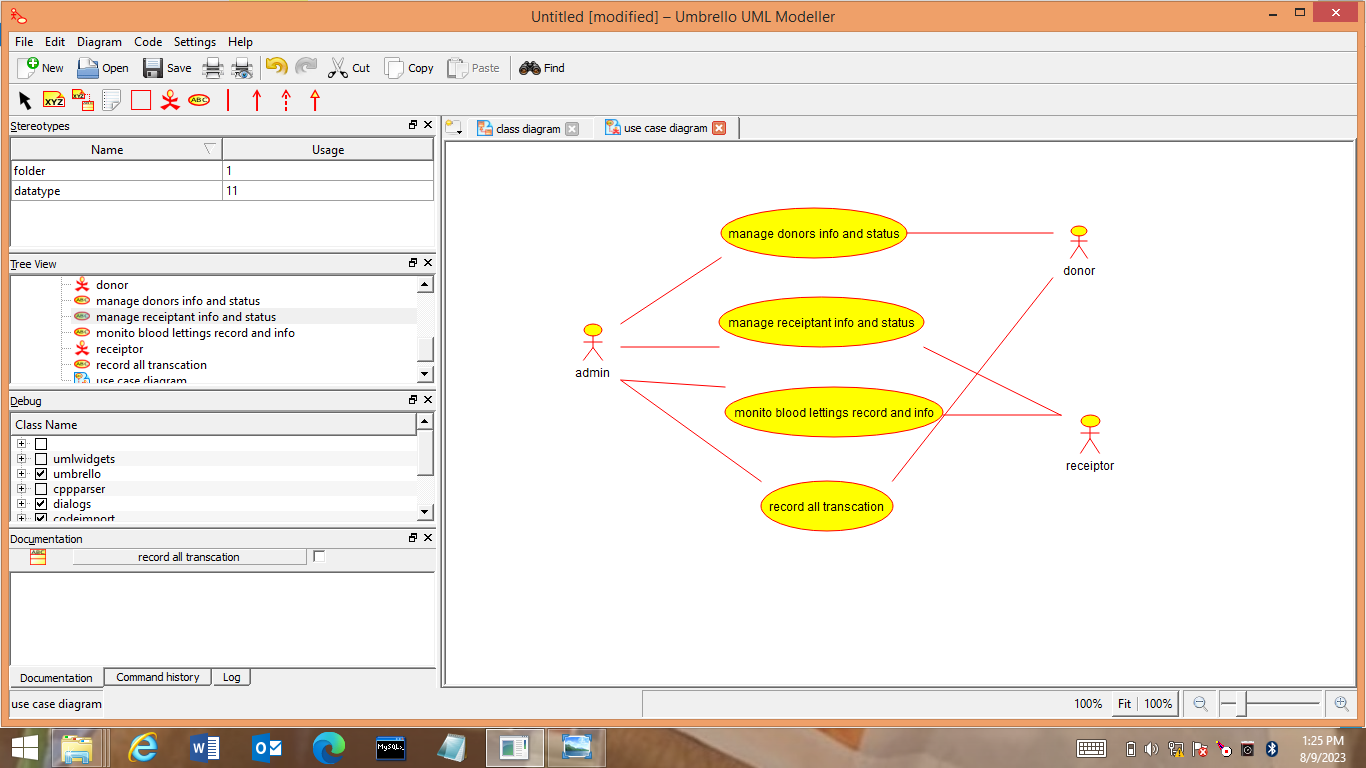 Untitled [modified] – Umbrello UML Modeller
File Edit Diagram Code Settings Help
New Open Save Cut Copy Paste Find
XYZ XYZ ABC
Stereotypes
Name Usage
folder 1
datatype 11
Tree View
donor
manage donors info and status
manage receiptant info and status
monito blood lettings record and info
receiptor
record all transcation
use case diagram
Debug
Class Name
umlwidgets
umbrello
cppparser
dialogs
codeimport
Documentation
record all transcation
Documentation Command history Log
use case diagram
class diagram use case diagram
manage donors info and status
donor
manage receiptant info and status
admin
monito blood lettings record and info
receiptor
record all transcation
100% Fit 100%
MySQL
1:25 PM
8/9/2023